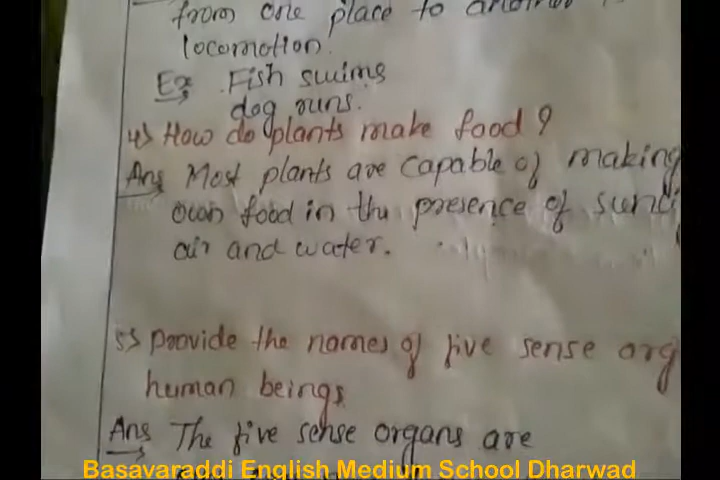 from one place to another
locomotion.
Ex Fish swims
dog runs.
4) How do plants make food?
Ans Most plants are capable of making
own food in the presence of
air and water.
5) provide the names of five sense org
human beings
Ans The five sense organs are
Basavaraddi English Medium School Dharwad